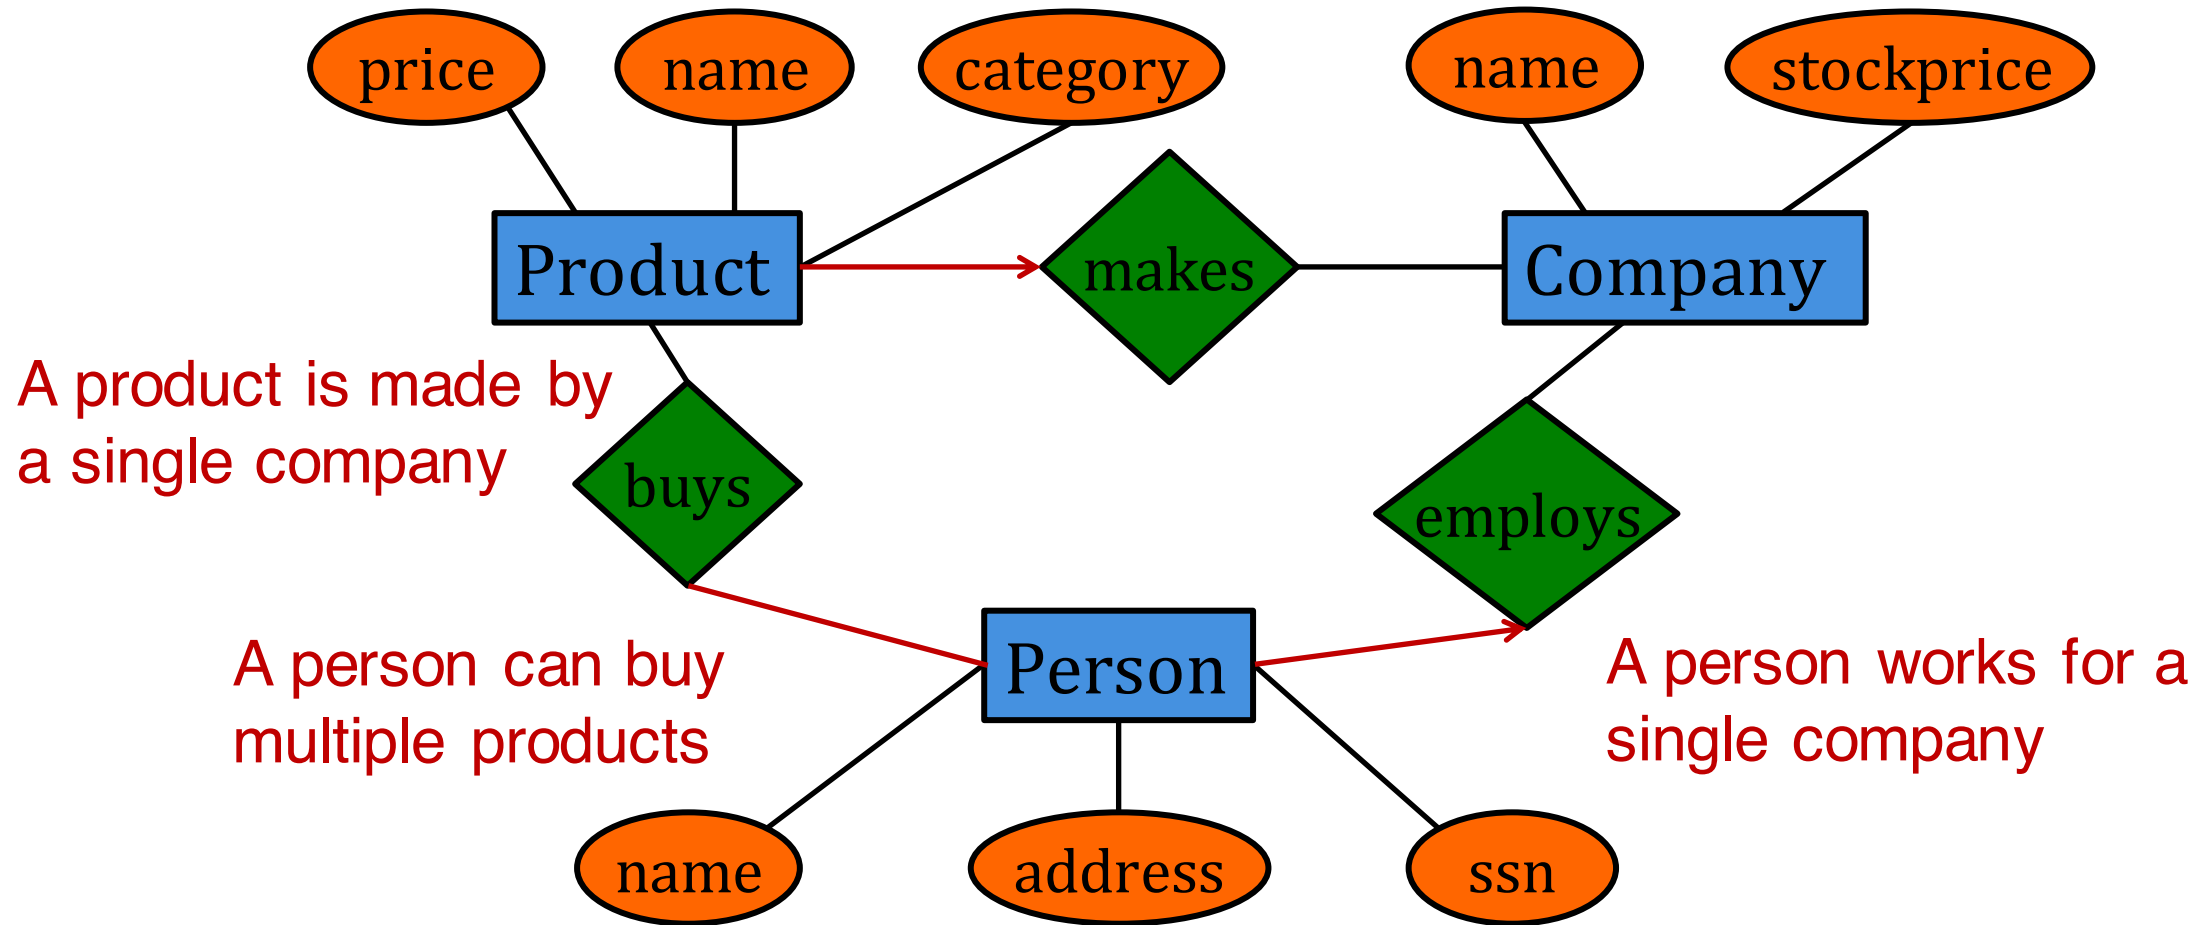 price
name
category
name
stockprice
Product
makes
Company
A product is made by
a single company
buys
employs
A person can buy
multiple products
Person
A person works for a
single company
name
address
ssn